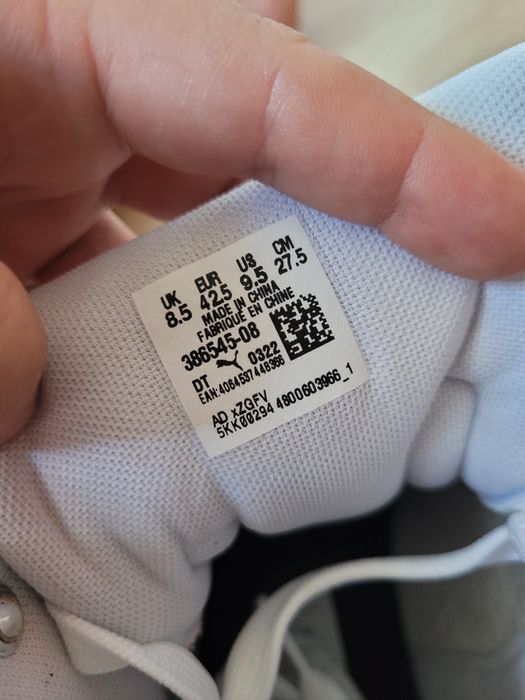 UK EUR US CM
8.5 42.5 9.5 27.5
MADE IN CHINA
FABRIQUÉ EN CHINE
386545-08
DT 0322
EAN:4064537448366
AD xZGFV
5KK00294 4800603966_1